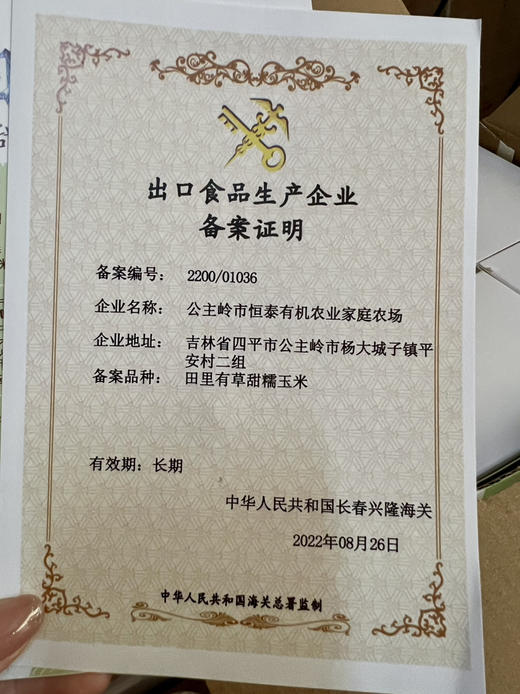 出口食品生产企业
备案证明
备案编号： 2200/01036
企业名称： 公主岭市恒泰有机农业家庭农场
企业地址： 吉林省四平市公主岭市杨大城子镇平
安村二组
备案品种： 田里有草甜糯玉米
有效期：长期
中华人民共和国长春兴隆海关
2022年08月26日
中华人民共和国海关总署监制